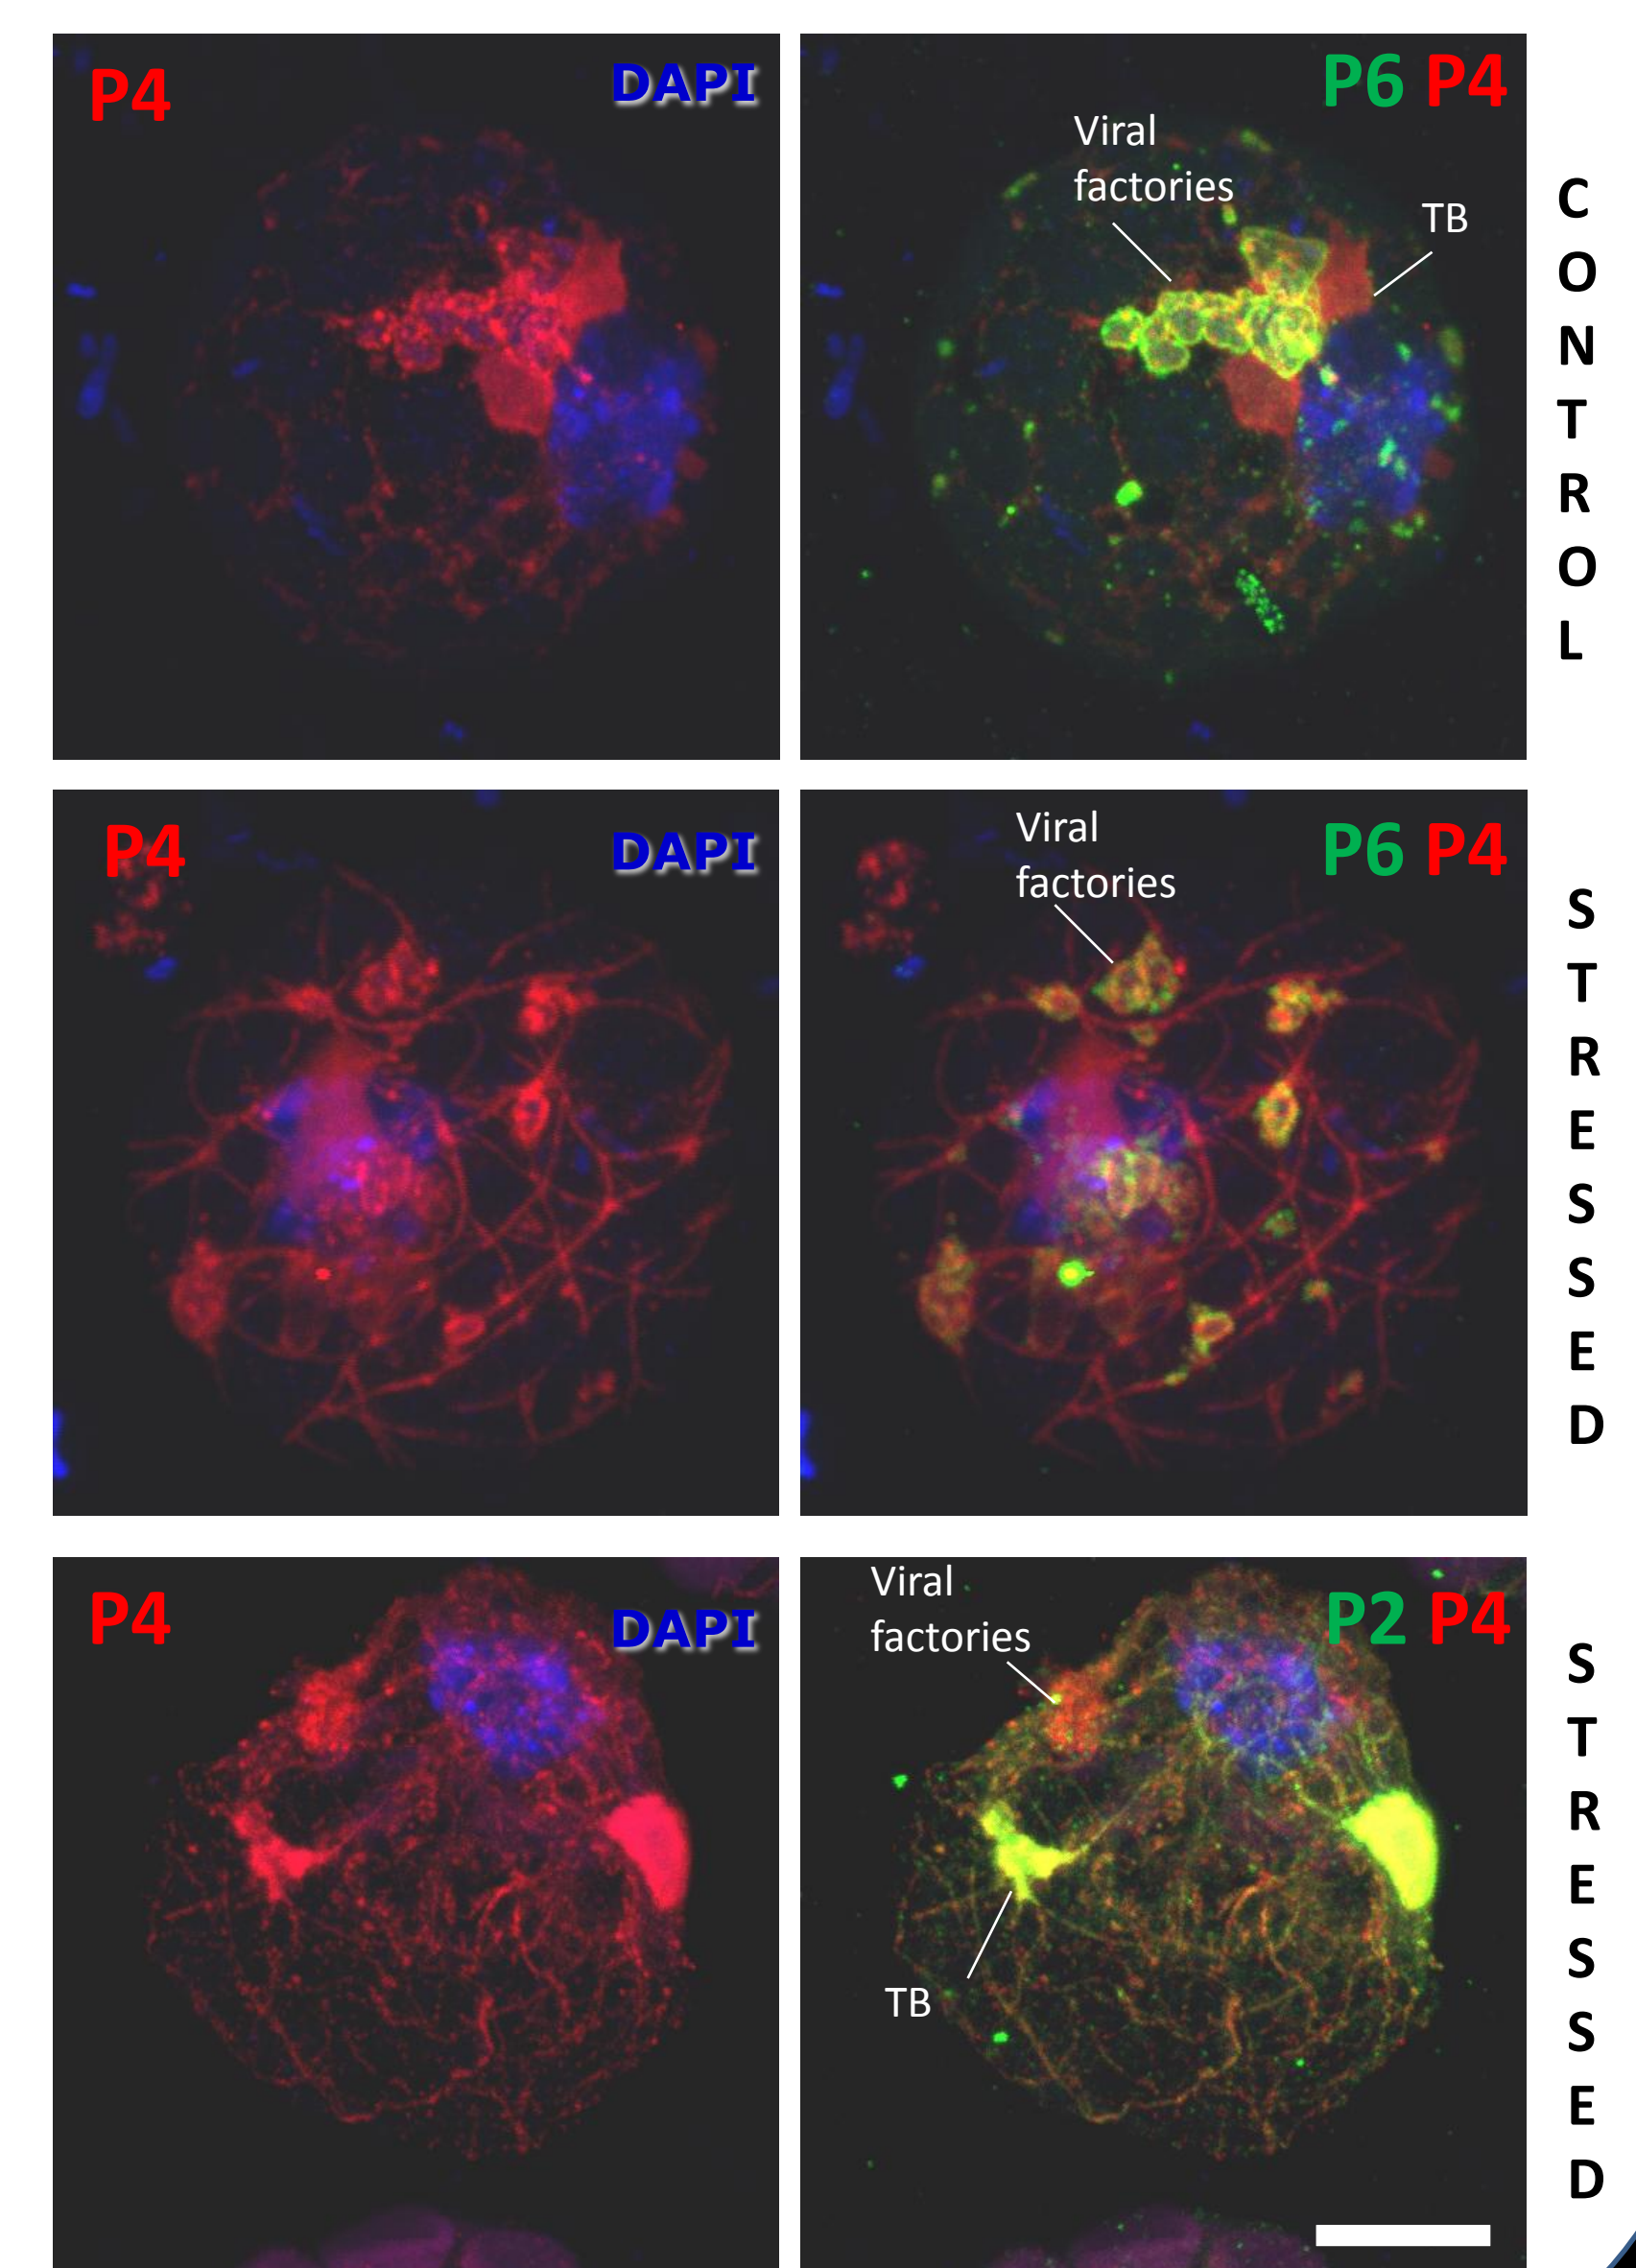 P4 DAPI
P6 P4
Viral
factories
TB
CONTROL
P4 DAPI
P6 P4
Viral
factories
STRESSED
P4 DAPI
P2 P4
Viral
factories
TB
STRESSED